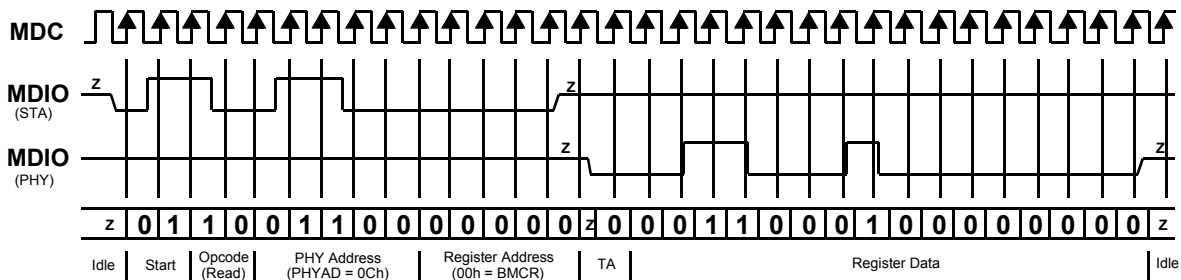 MDC
z
MDIO
(STA)
z
MDIO
(PHY)
z
z
z 0 1 1 0 0 1 1 0 0 0 0 0 0 0 z 0 0 0 1 1 0 0 0 1 0 0 0 0 0 0 0 0 z
Idle
Start
Opcode
(Read)
PHY Address
(PHYAD = 0Ch)
Register Address
(00h = BMCR)
TA
Register Data
Idle